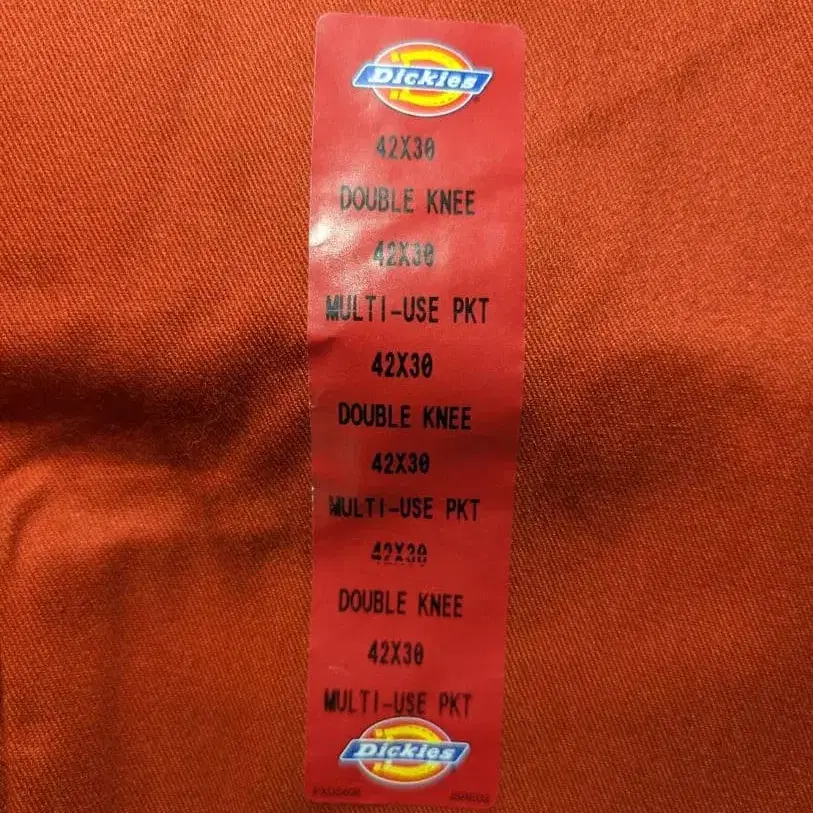 Dickies
42X30
DOUBLE KNEE
42X30
MULTI-USE PKT
42X30
DOUBLE KNEE
42X30
MULTI-USE PKT
42X30
DOUBLE KNEE
42X30
MULTI-USE PKT
Dickies